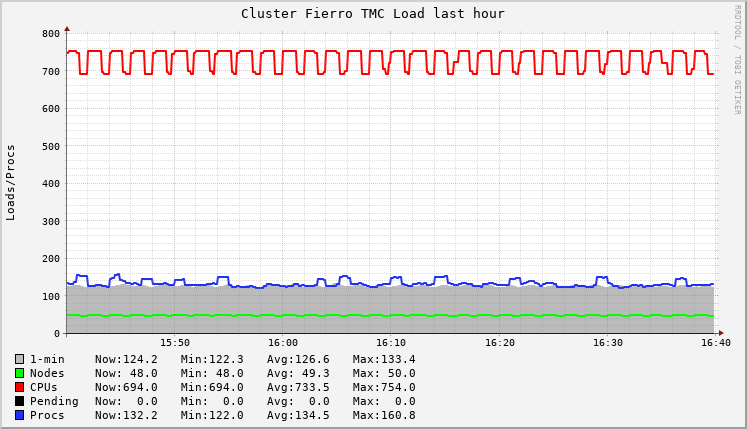 Cluster Fierro TMC Load last hour
RRDTOOL / TOBI OETIKER
Loads/Procs
800
700
600
500
400
300
200
100
0
15:50 16:00 16:10 16:20 16:30 16:40
1-min Now:124.2 Min:122.3 Avg:126.6 Max:133.4
Nodes Now: 48.0 Min: 48.0 Avg: 49.3 Max: 50.0
CPUs Now:694.0 Min:694.0 Avg:733.5 Max:754.0
Pending Now: 0.0 Min: 0.0 Avg: 0.0 Max: 0.0
Procs Now:132.2 Min:122.0 Avg:134.5 Max:160.8